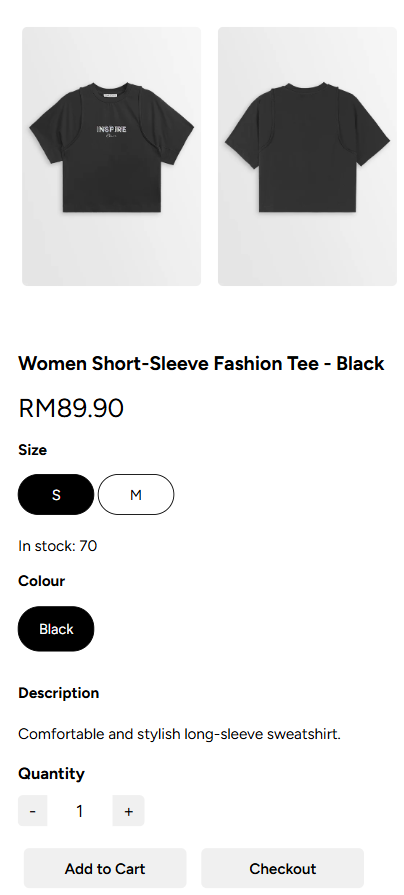 INSPIRE
Women Short-Sleeve Fashion Tee - Black
RM89.90
Size
S M
In stock: 70
Colour
Black
Description
Comfortable and stylish long-sleeve sweatshirt.
Quantity
- 1 +
Add to Cart Checkout